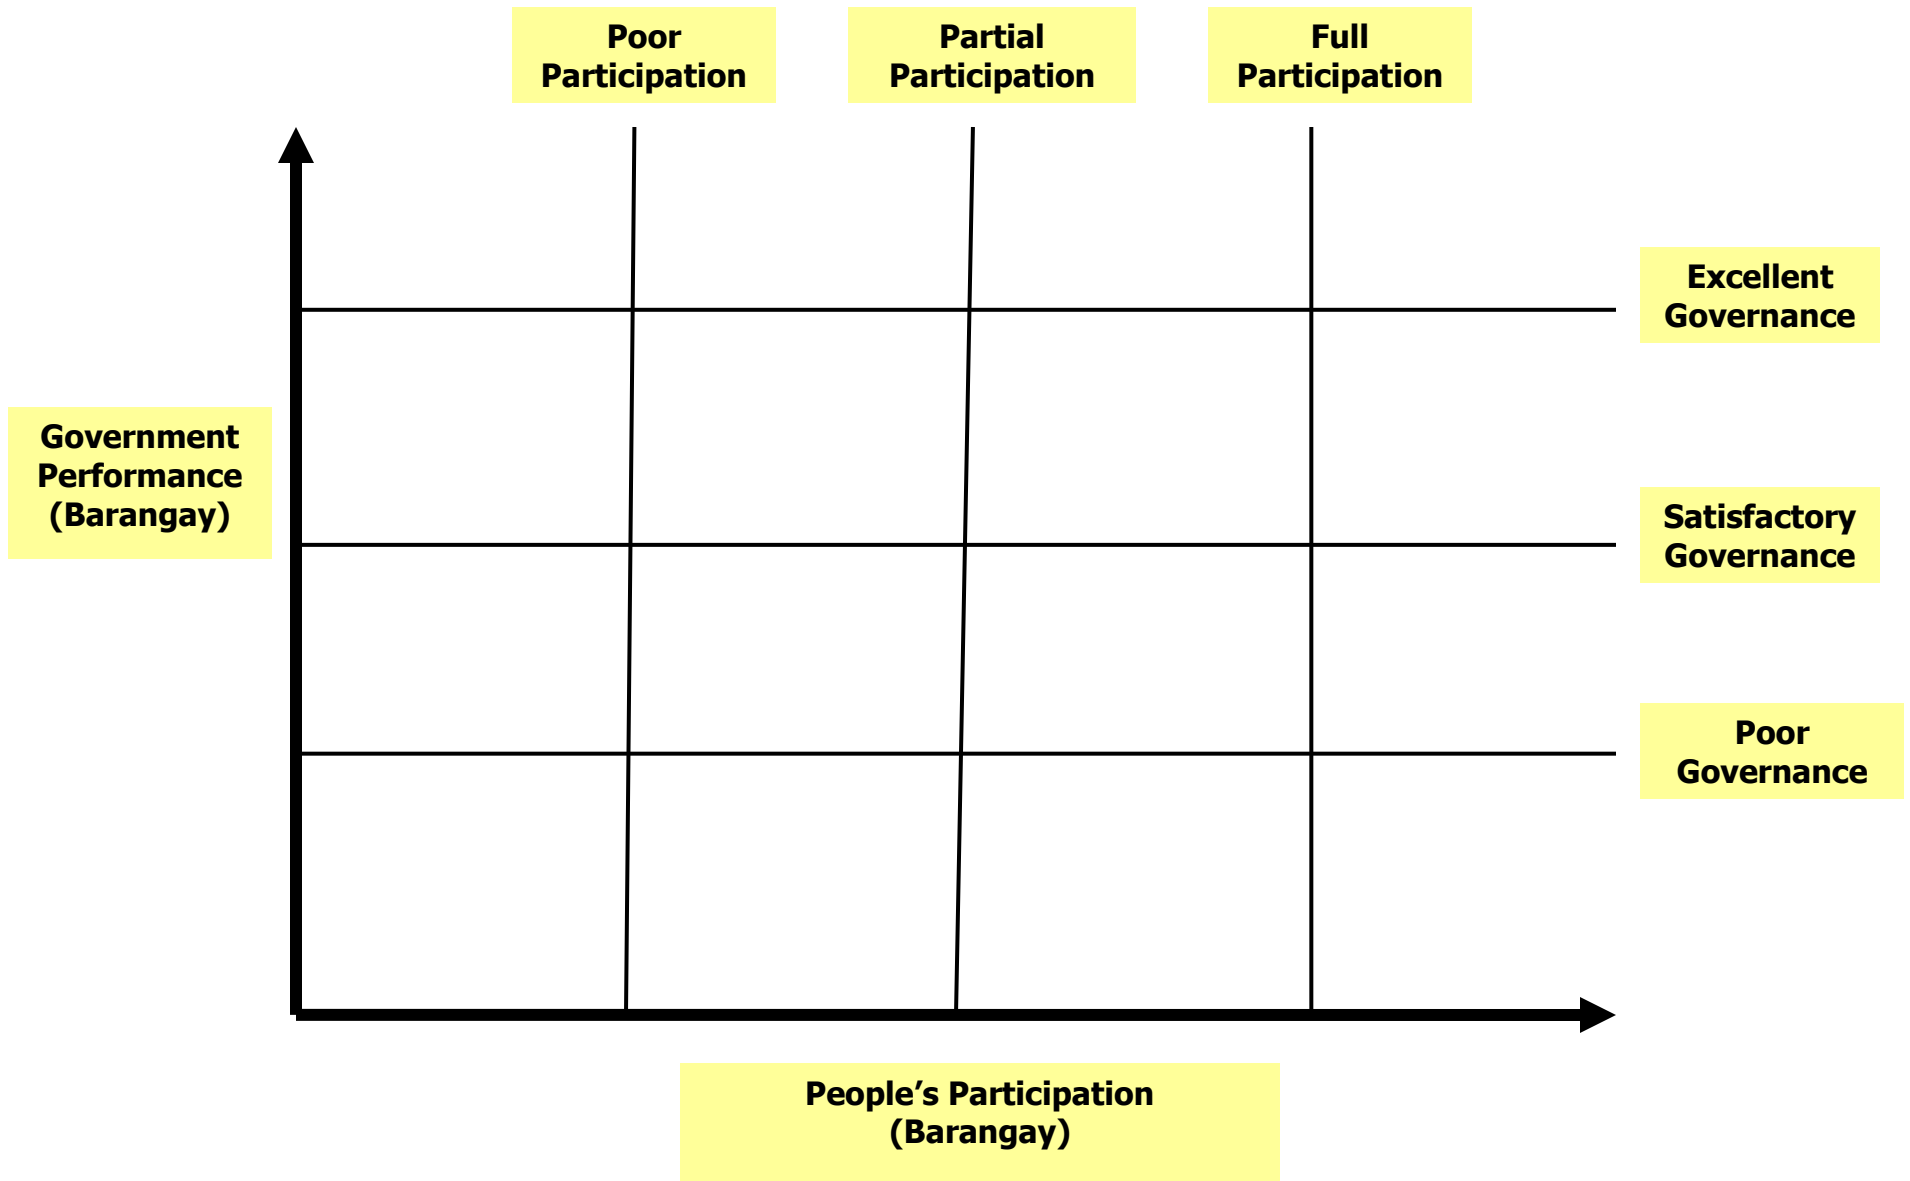 Poor
Participation
Partial
Participation
Full
Participation
Excellent
Governance
Government
Performance
(Barangay)
Satisfactory
Governance
Poor
Governance
People’s Participation
(Barangay)